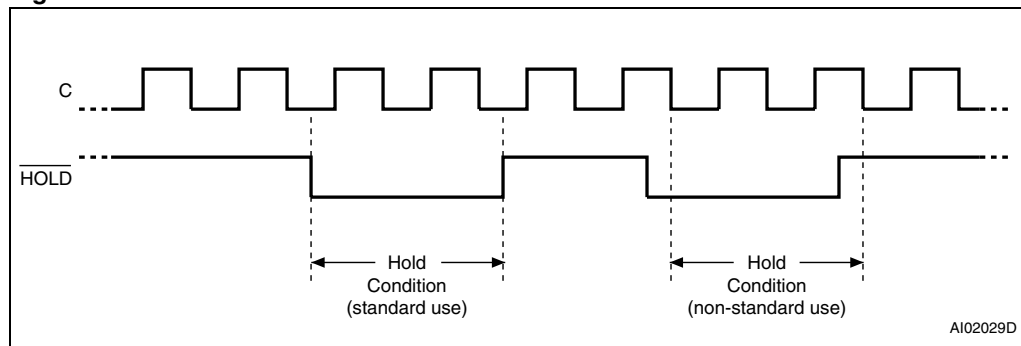 C
HOLD
Hold
Condition
(standard use)
Hold
Condition
(non-standard use)
AI02029D